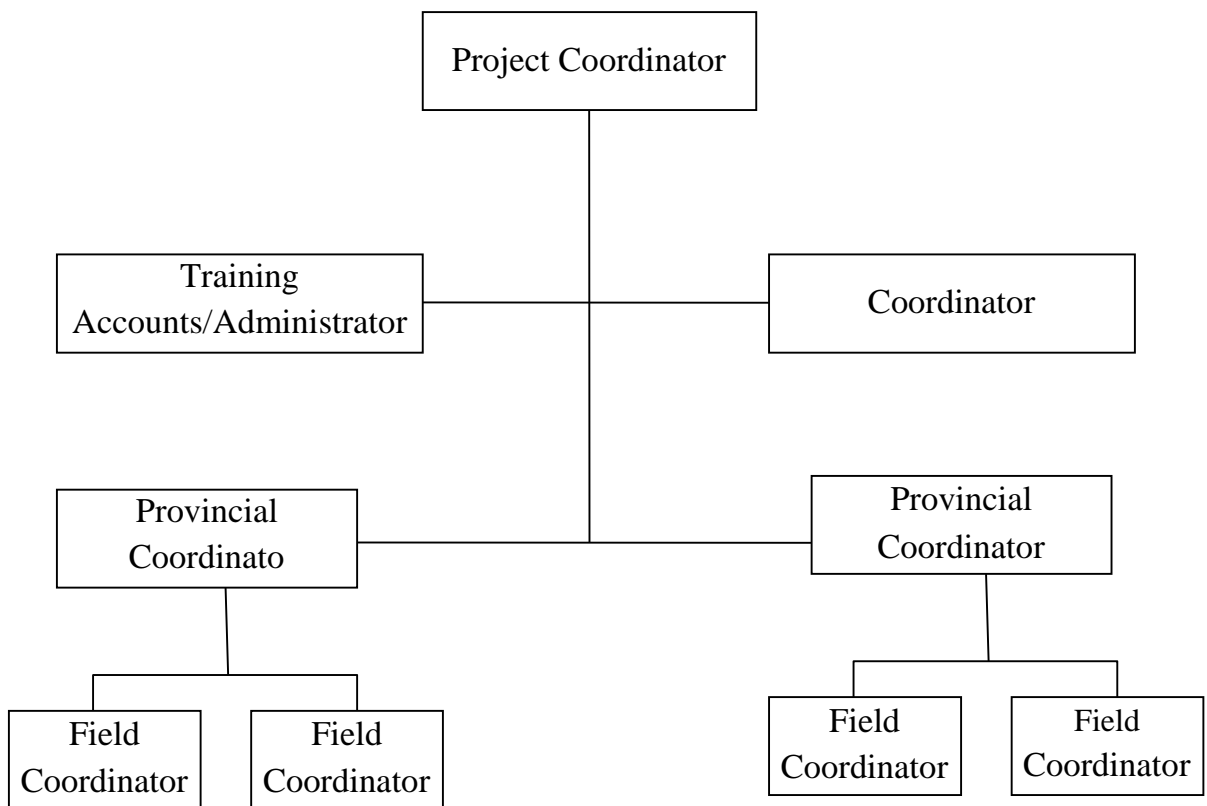 Project Coordinator
Training
Accounts/Administrator
Coordinator
Provincial
Coordinato
Provincial
Coordinator
Field
Coordinator
Field
Coordinator
Field
Coordinator
Field
Coordinator